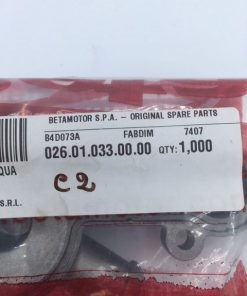 BETAMOTOR S.P.A. – ORIGINAL SPARE PARTS
B4D073A FABDIM 7407
026.01.033.00.00 QTY: 1,000
QUA
C2
S.R.L.